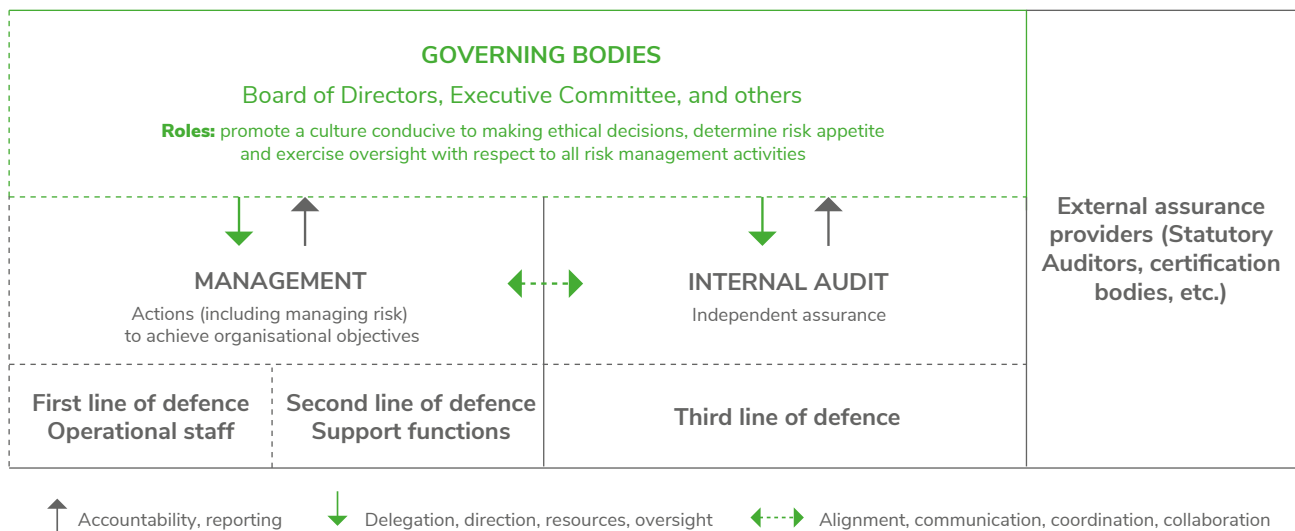 GOVERNING BODIES
Board of Directors, Executive Committee, and others
Roles: promote a culture conducive to making ethical decisions, determine risk appetite
and exercise oversight with respect to all risk management activities
MANAGEMENT
Actions (including managing risk)
to achieve organisational objectives
INTERNAL AUDIT
Independent assurance
External assurance
providers (Statutory
Auditors, certification
bodies, etc.)
First line of defence
Operational staff
Second line of defence
Support functions
Third line of defence
Accountability, reporting
Delegation, direction, resources, oversight
Alignment, communication, coordination, collaboration